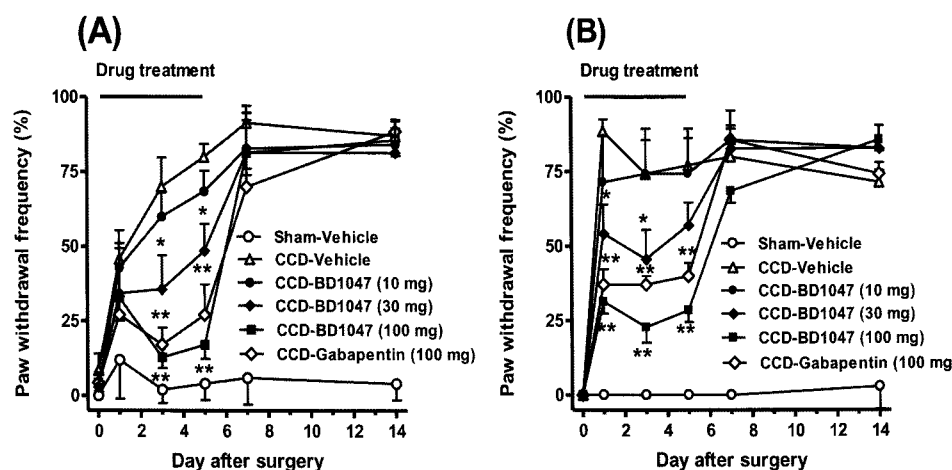 (A)
Drug treatment
Paw withdrawal frequency (%)
100
75
50
25
0
* *
**
** **
** **
Sham-Vehicle
CCD-Vehicle
CCD-BD1047 (10 mg)
CCD-BD1047 (30 mg)
CCD-BD1047 (100 mg)
CCD-Gabapentin (100 mg)
0 2 4 6 8 10 12 14
Day after surgery
(B)
Drug treatment
Paw withdrawal frequency (%)
100
75
50
25
0
* *
** ** **
** ** **
Sham-Vehicle
CCD-Vehicle
CCD-BD1047 (10 mg)
CCD-BD1047 (30 mg)
CCD-BD1047 (100 mg)
CCD-Gabapentin (100 mg
0 2 4 6 8 10 12 14
Day after surgery